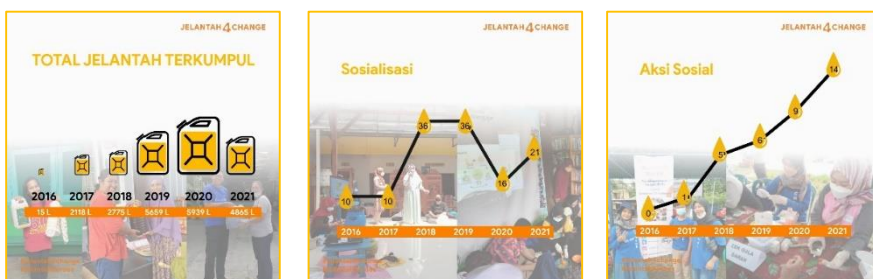 JELANTAH4CHANGE
TOTAL JELANTAH TERKUMPUL
2016 2017 2018 2019 2020 2021
15 L 2118 L 2775 L 5659 L 5939 L 4865 L
JELANTAH4CHANGE
Sosialisasi
10 10 36 36 16 21
2016 2017 2018 2019 2020 2021
JELANTAH4CHANGE
Aksi Sosial
0 1 5 6 9 14
2016 2017 2018 2019 2020 2021